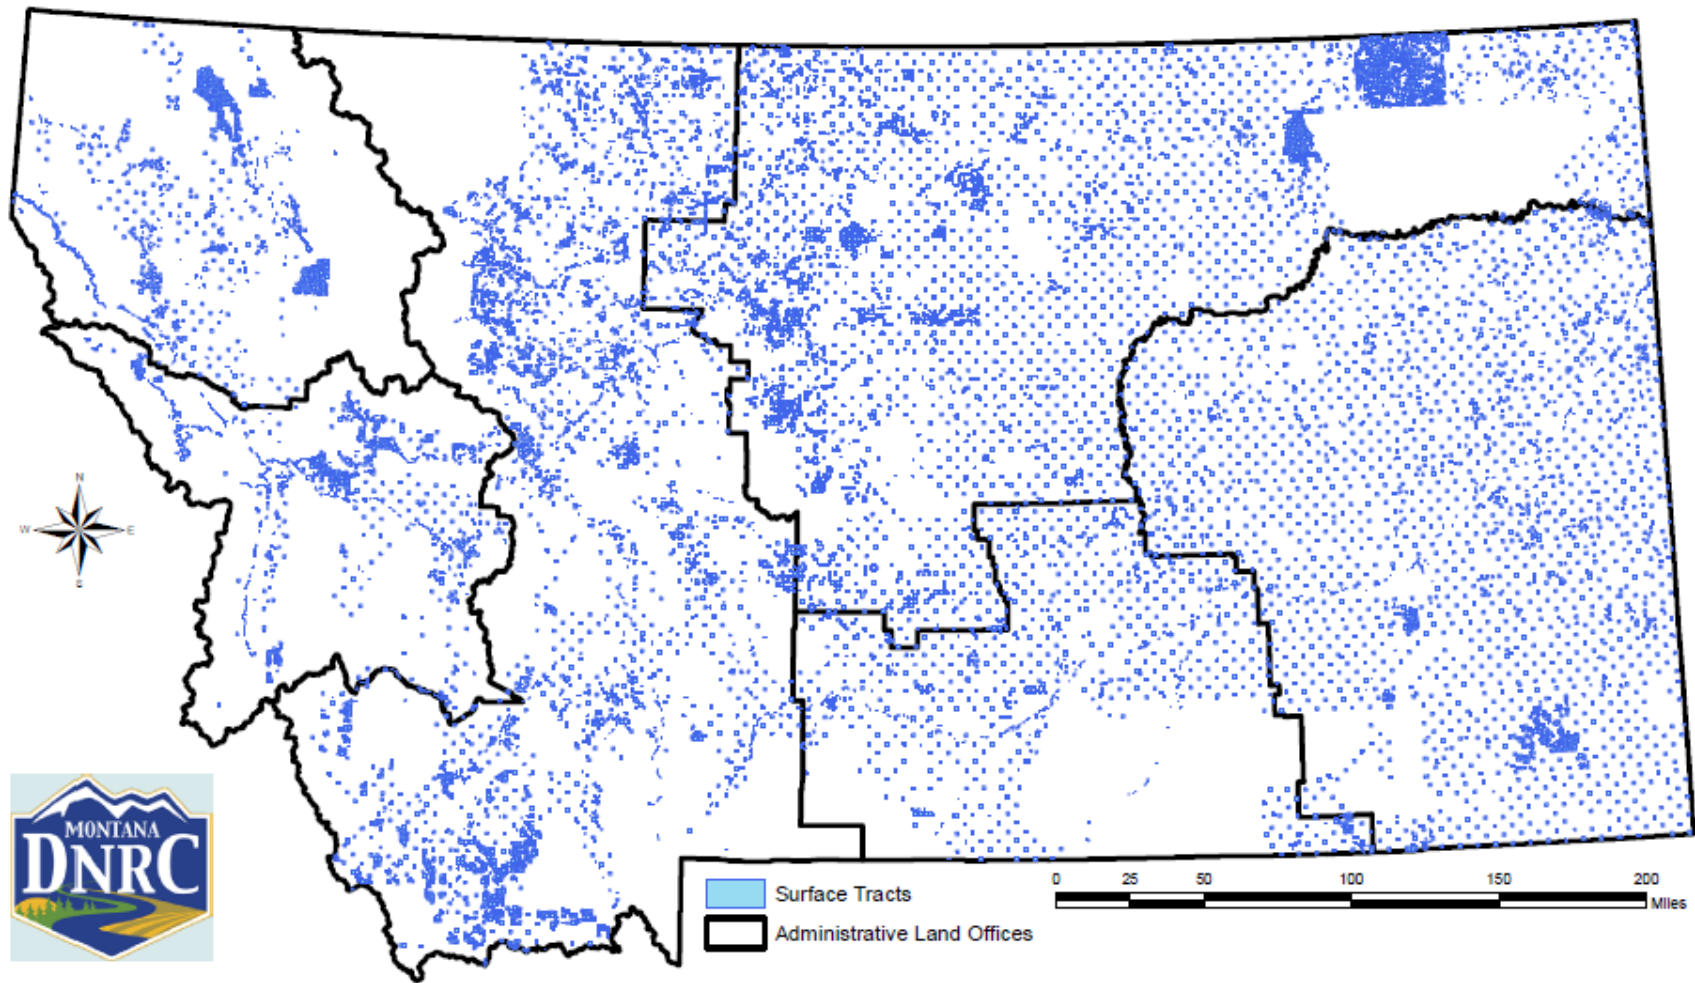 N
W E
S
MONTANA
DNRC
Surface Tracts
Administrative Land Offices
0 25 50 100 150 200
Miles